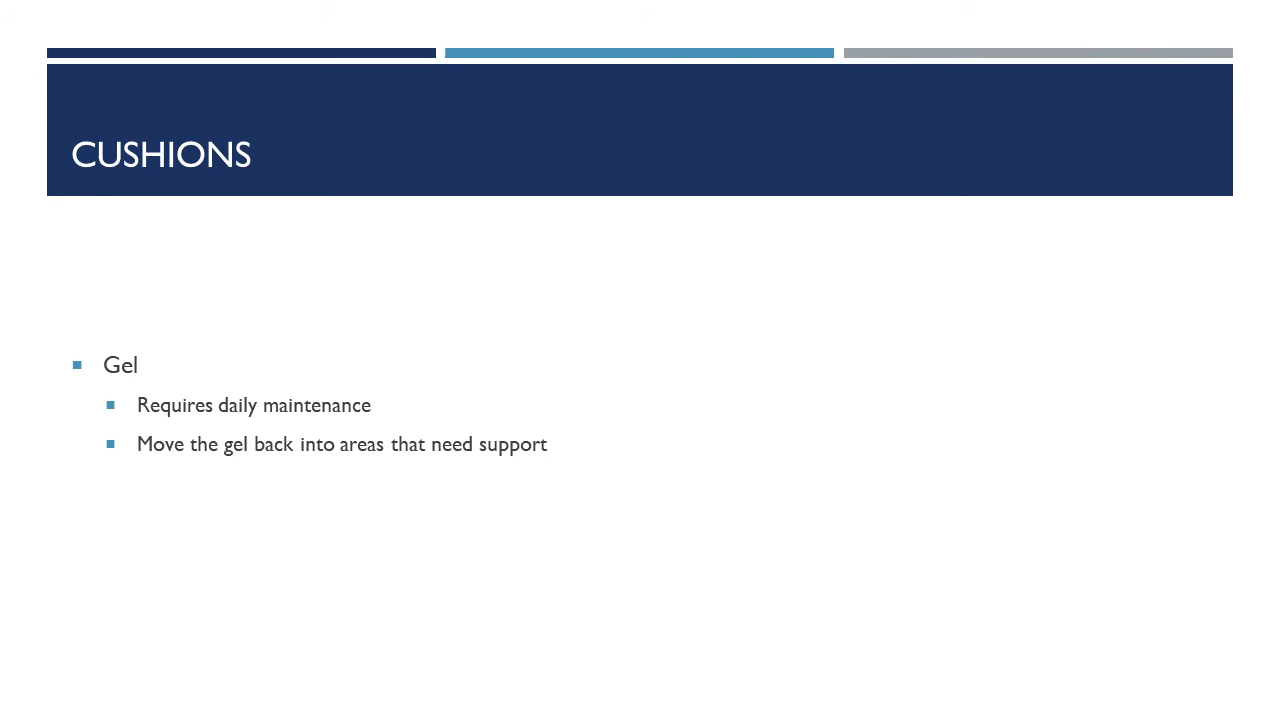 CUSHIONS
Gel
Requires daily maintenance
Move the gel back into areas that need support